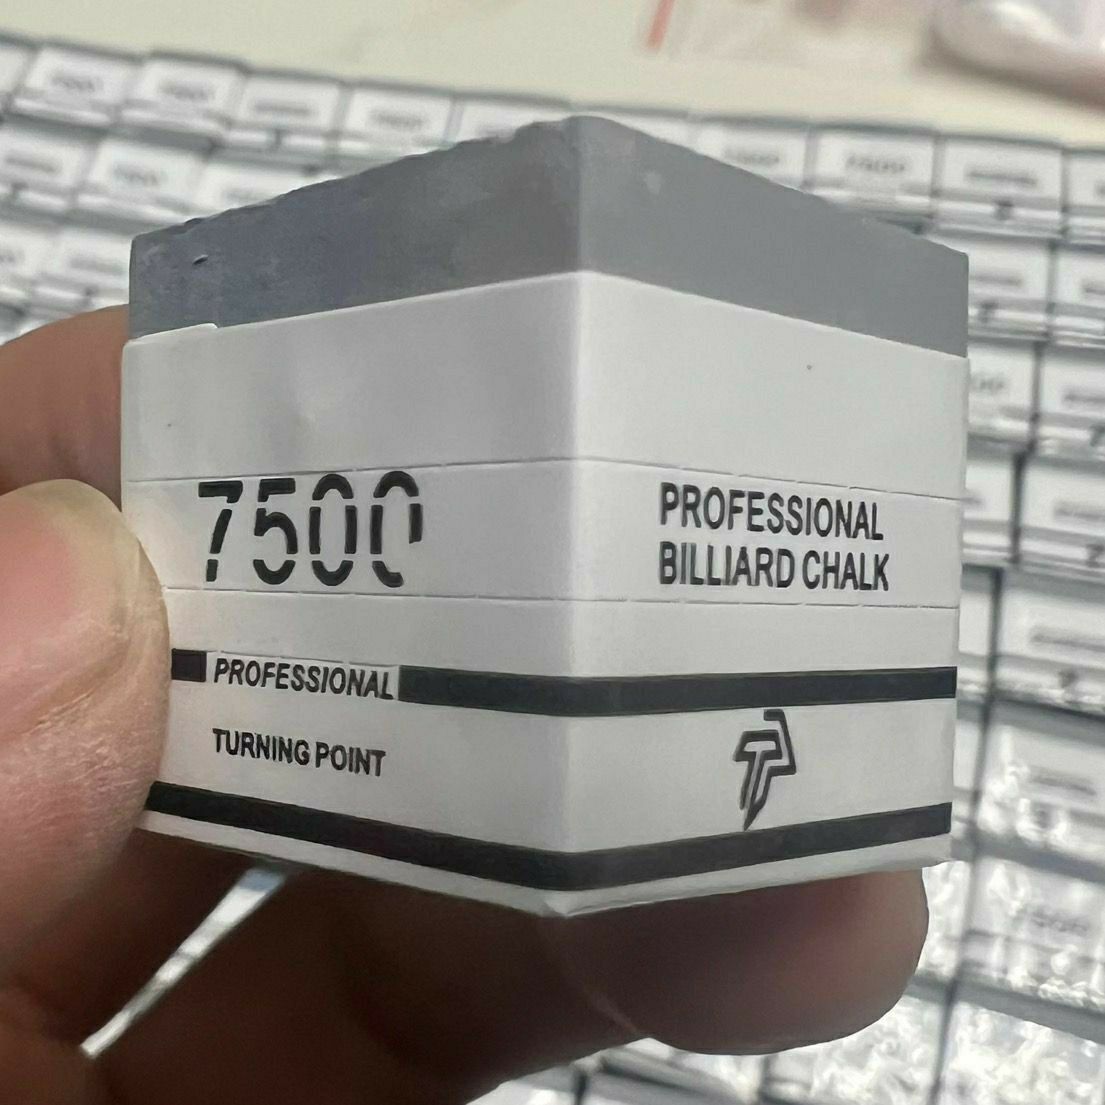 7500
PROFESSIONAL
TURNING POINT
PROFESSIONAL
BILLIARD CHALK